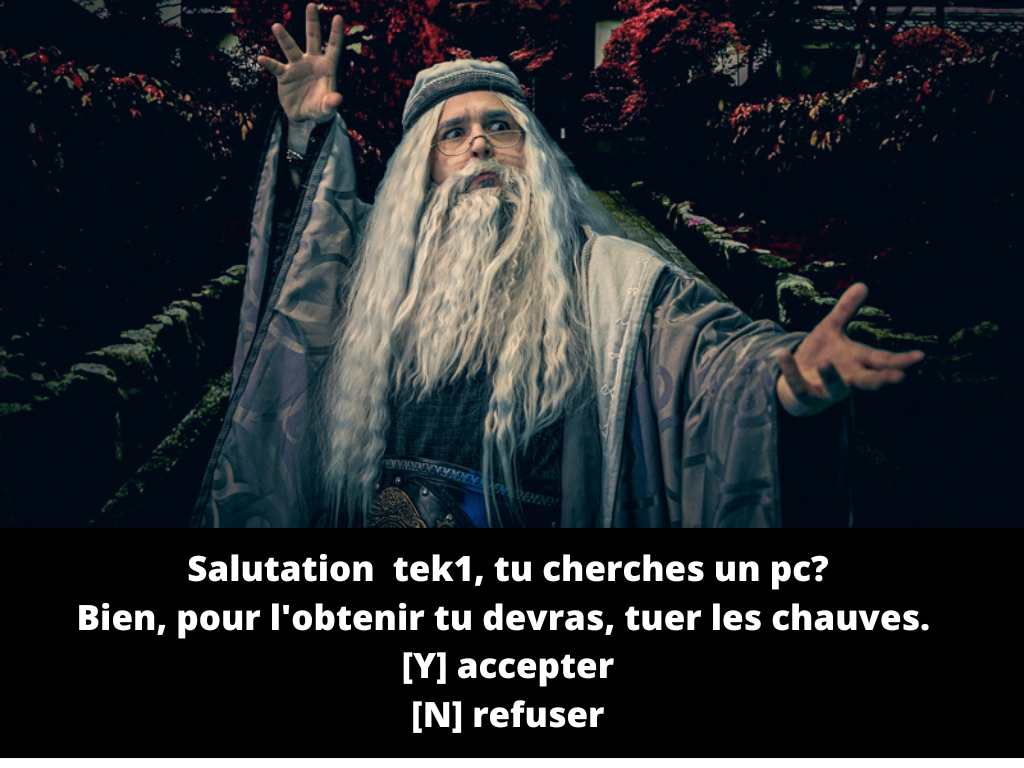 Salutation  tek1, tu cherches un pc?
Bien, pour l'obtenir tu devras, tuer les chauves.
[Y] accepter
[N] refuser